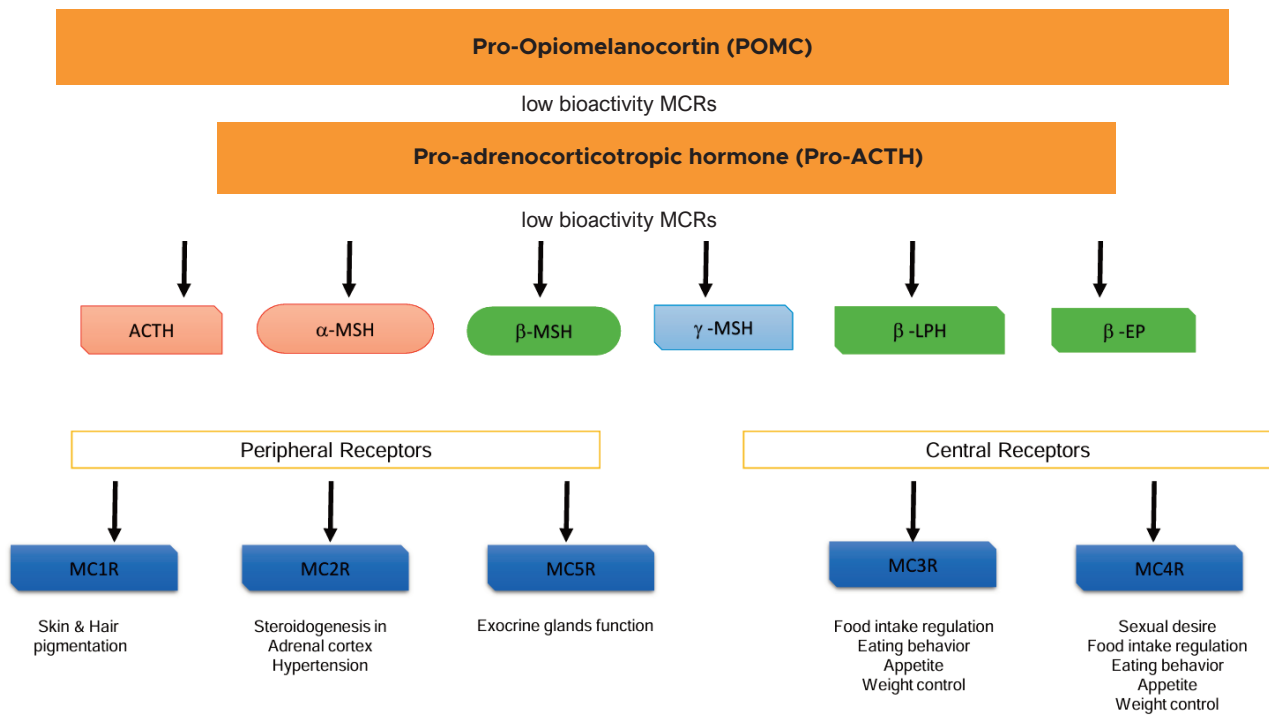 Pro-Opiomelanocortin (POMC)
low bioactivity MCRs
Pro-adrenocorticotropic hormone (Pro-ACTH)
low bioactivity MCRs
ACTH
α-MSH
β-MSH
γ -MSH
β -LPH
β -EP
Peripheral Receptors
Central Receptors
MC1R
MC2R
MC5R
MC3R
MC4R
Skin & Hair
pigmentation
Steroidogenesis in
Adrenal cortex
Hypertension
Exocrine glands function
Food intake regulation
Eating behavior
Appetite
Weight control
Sexual desire
Food intake regulation
Eating behavior
Appetite
Weight control